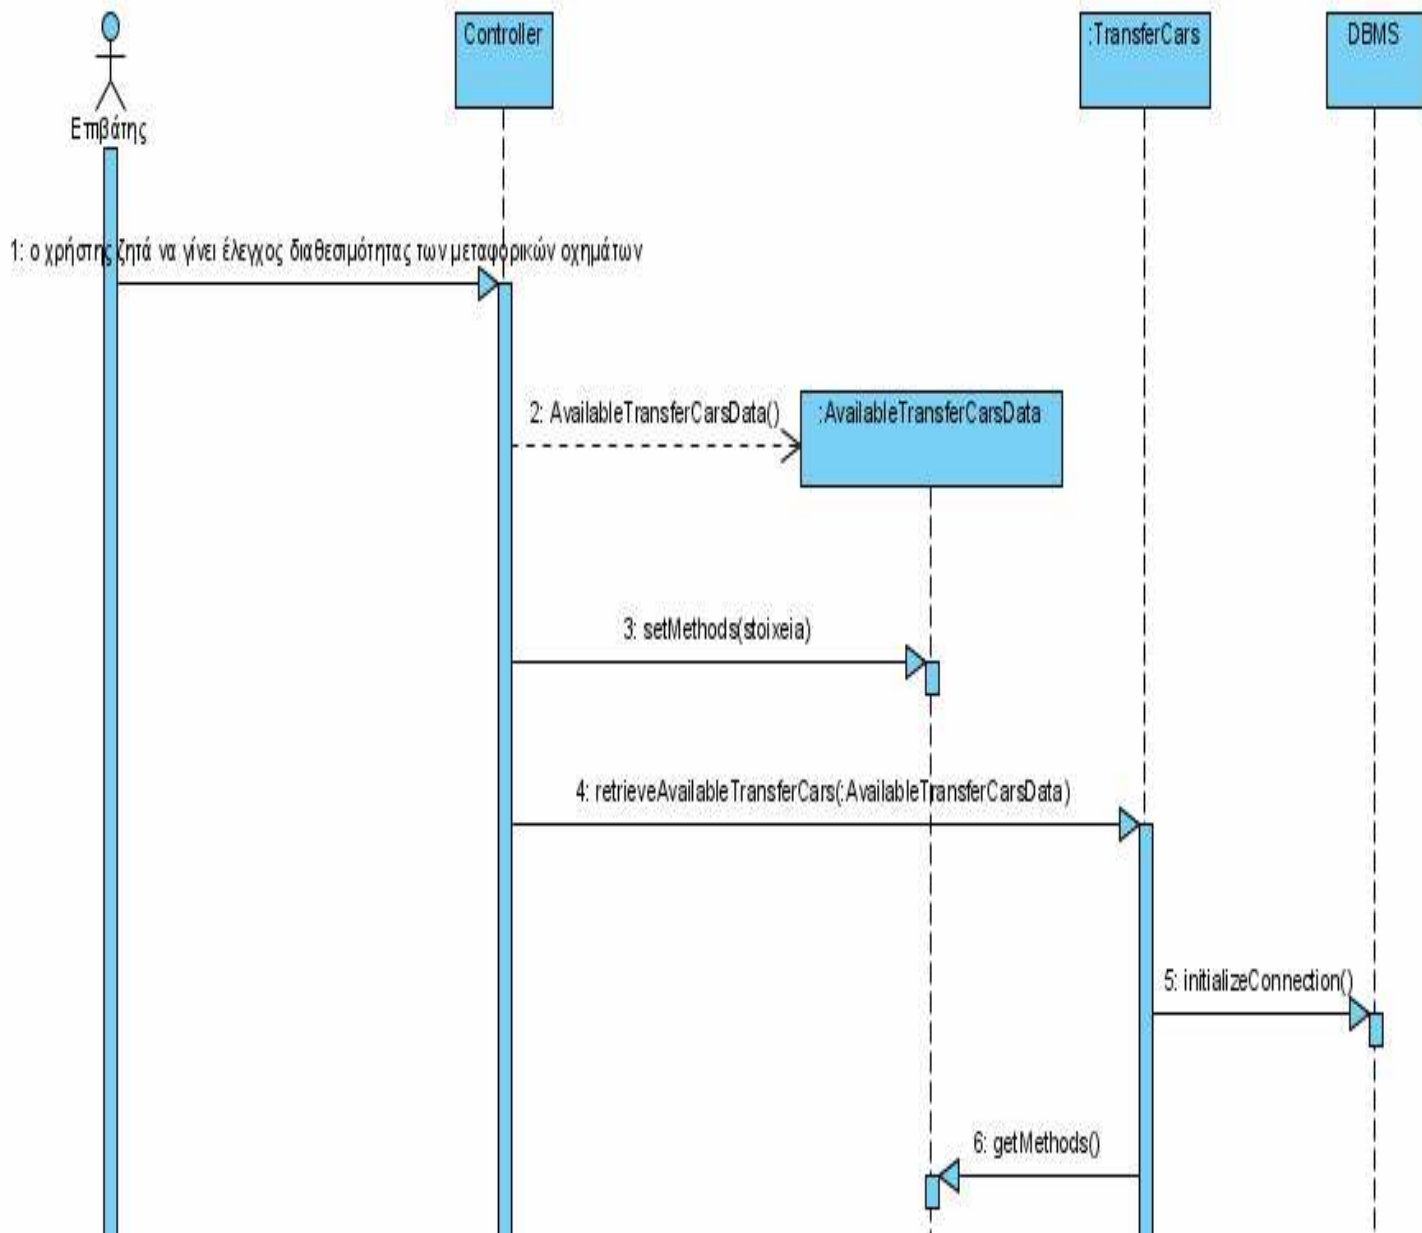 Controller
:TransferCars
DBMS
Επιβάτης
1: ο χρήστης ζητά να γίνει έλεγχος διαθεσιμότητας των μεταφορικών οχημάτων
2: AvailableTransferCarsData()
:AvailableTransferCarsData
3: setMethods(stoixeia)
4: retrieveAvailableTransferCars(:AvailableTransferCarsData)
5: initializeConnection()
6: getMethods()